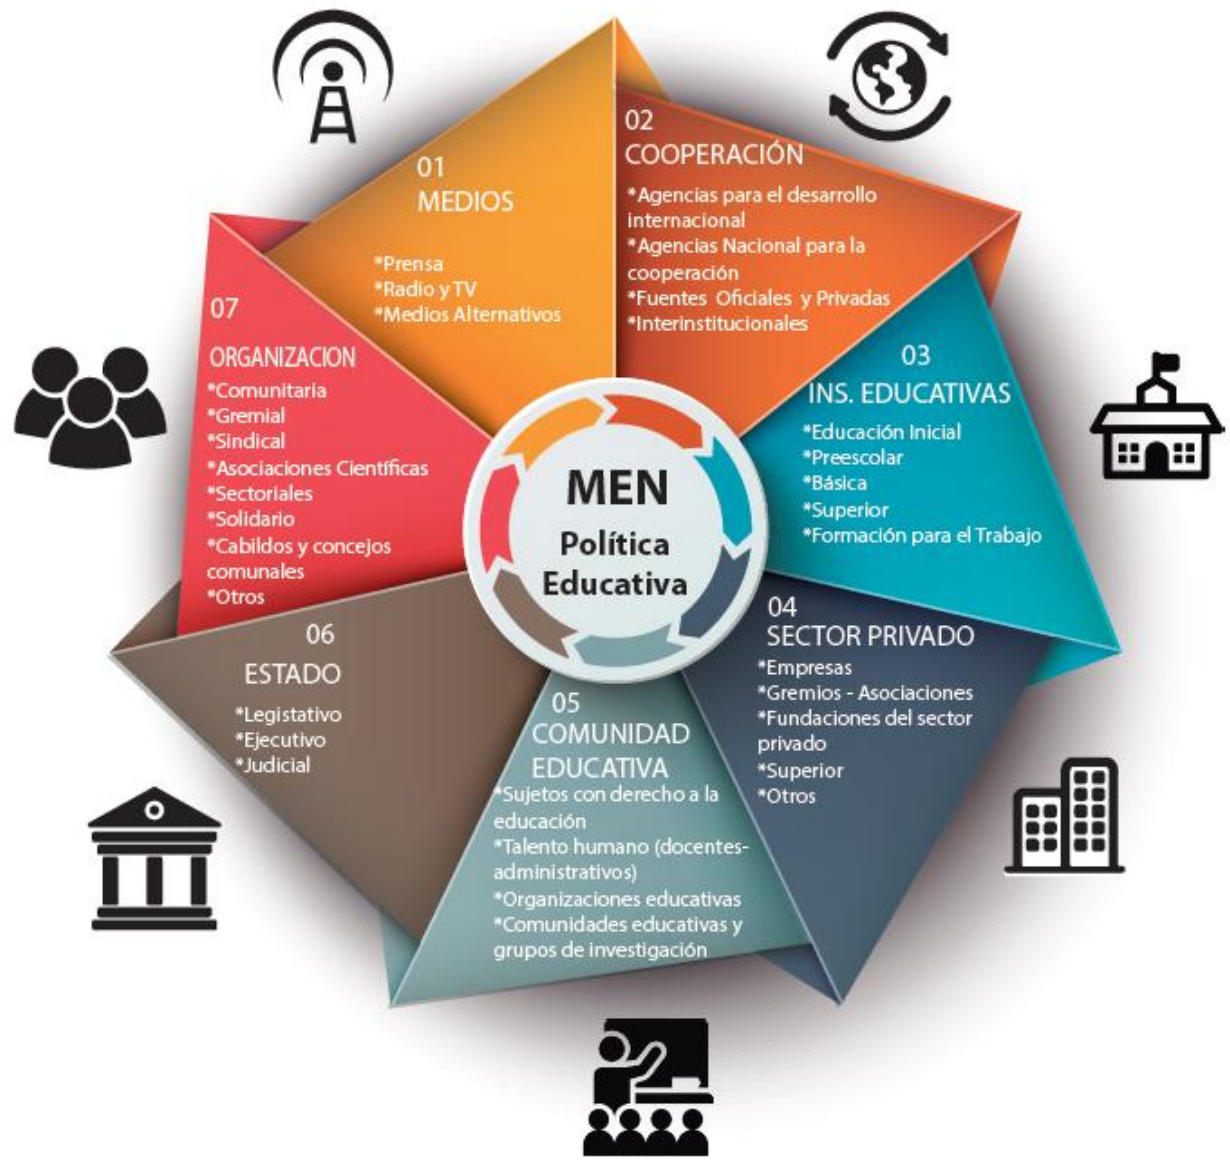 01
MEDIOS
*Prensa
*Radio y TV
*Medios Alternativos
02
COOPERACIÓN
*Agencias para el desarrollo
internacional
*Agencias Nacional para la
cooperación
*Fuentes Oficiales y Privadas
*Interinstitucionales
03
INS. EDUCATIVAS
*Educación Inicial
*Preescolar
*Básica
*Superior
*Formación para el Trabajo
04
SECTOR PRIVADO
*Empresas
*Gremios - Asociaciones
*Fundaciones del sector
privado
*Superior
*Otros
05
COMUNIDAD
EDUCATIVA
*Sujetos con derecho a la
educación
*Talento humano (docentes-
administrativos)
*Organizaciones educativas
*Comunidades educativas y
grupos de investigación
06
ESTADO
*Legistativo
*Ejecutivo
*Judicial
07
ORGANIZACION
*Comunitaria
*Gremial
*Sindical
*Asociaciones Científicas
*Sectoriales
*Solidario
*Cabildos y concejos
comunales
*Otros
MEN
Política
Educativa